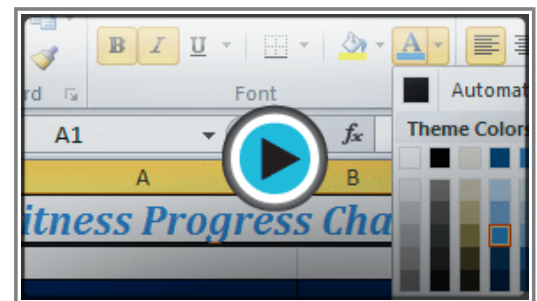 B I U A
rd Font Automat
A1 fx Theme Colors
A B
itness Progress Cha